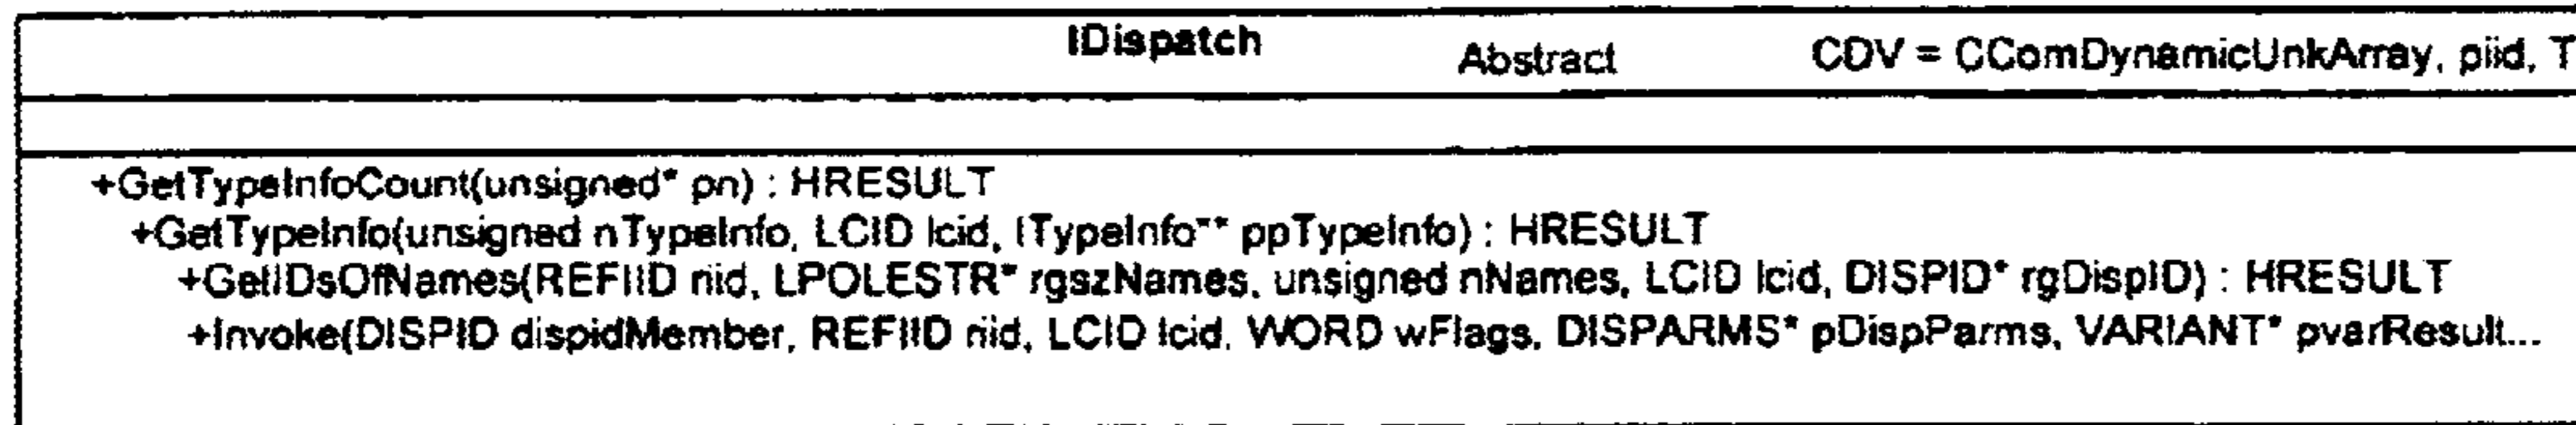 IDispatch Abstract CDV = CComDynamicUnkArray, piid, T
+GetTypeInfoCount(unsigned* pn) : HRESULT
+GetTypeInfo(unsigned nTypeInfo, LCID lcid, ITypeInfo** ppTypeInfo) : HRESULT
+GetIDsOfNames(REFIID riid, LPOLESTR* rgszNames, unsigned nNames, LCID lcid, DISPID* rgDispID) : HRESULT
+Invoke(DISPID dispidMember, REFIID riid, LCID lcid, WORD wFlags, DISPARMS* pDispParms, VARIANT* pvarResult...